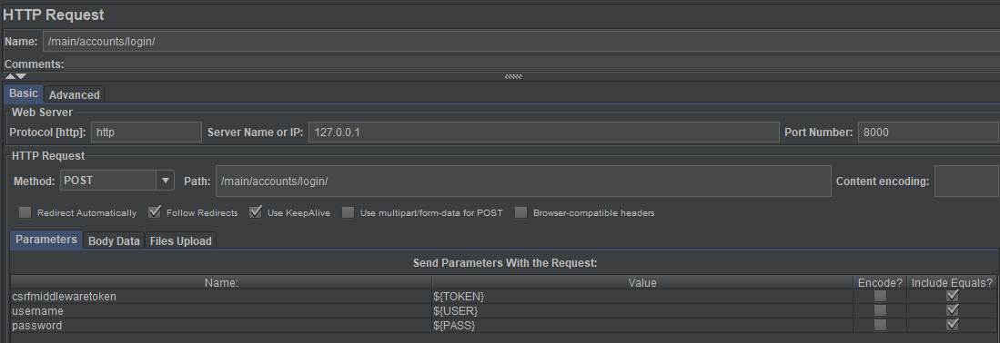 HTTP Request
Name: /main/accounts/login/
Comments:
Basic Advanced
Web Server
Protocol [http]: http Server Name or IP: 127.0.0.1 Port Number: 8000
HTTP Request
Method: POST Path: /main/accounts/login/ Content encoding:
Redirect Automatically Follow Redirects Use KeepAlive Use multipart/form-data for POST Browser-compatible headers
Parameters Body Data Files Upload
Send Parameters With the Request:
Name: Value Encode? Include Equals?
csrfmiddlewaretoken ${TOKEN}
username ${USER}
password ${PASS}